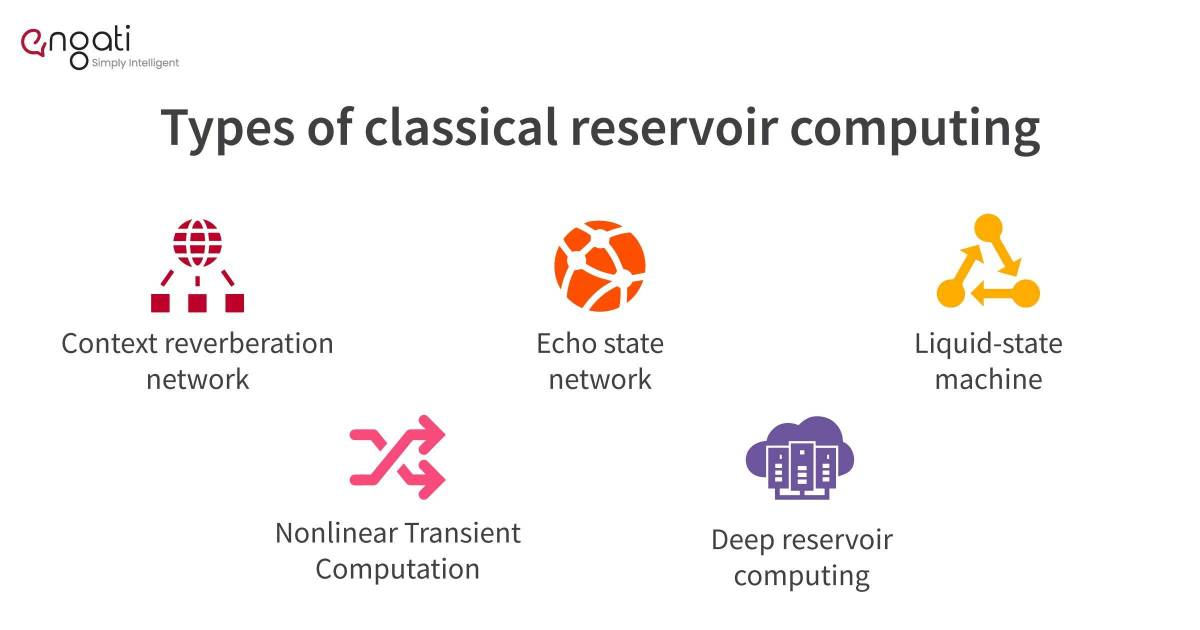 engati
Simply Intelligent
Types of classical reservoir computing
Context reverberation
network
Echo state
network
Liquid-state
machine
Nonlinear Transient
Computation
Deep reservoir
computing